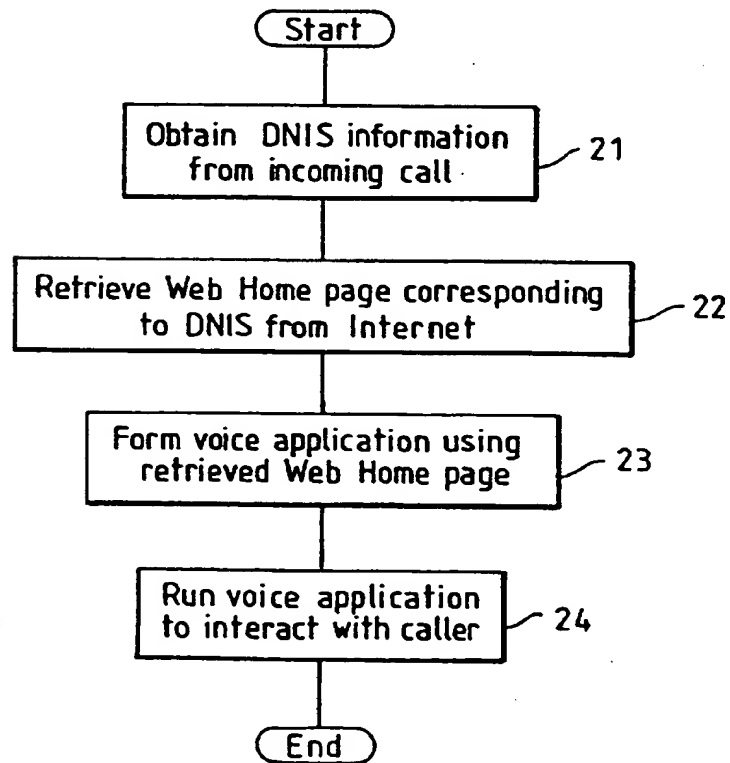 Start
Obtain DNIS information
from incoming call
21
Retrieve Web Home page corresponding
to DNIS from Internet
22
Form voice application using
retrieved Web Home page
23
Run voice application
to interact with caller
24
End